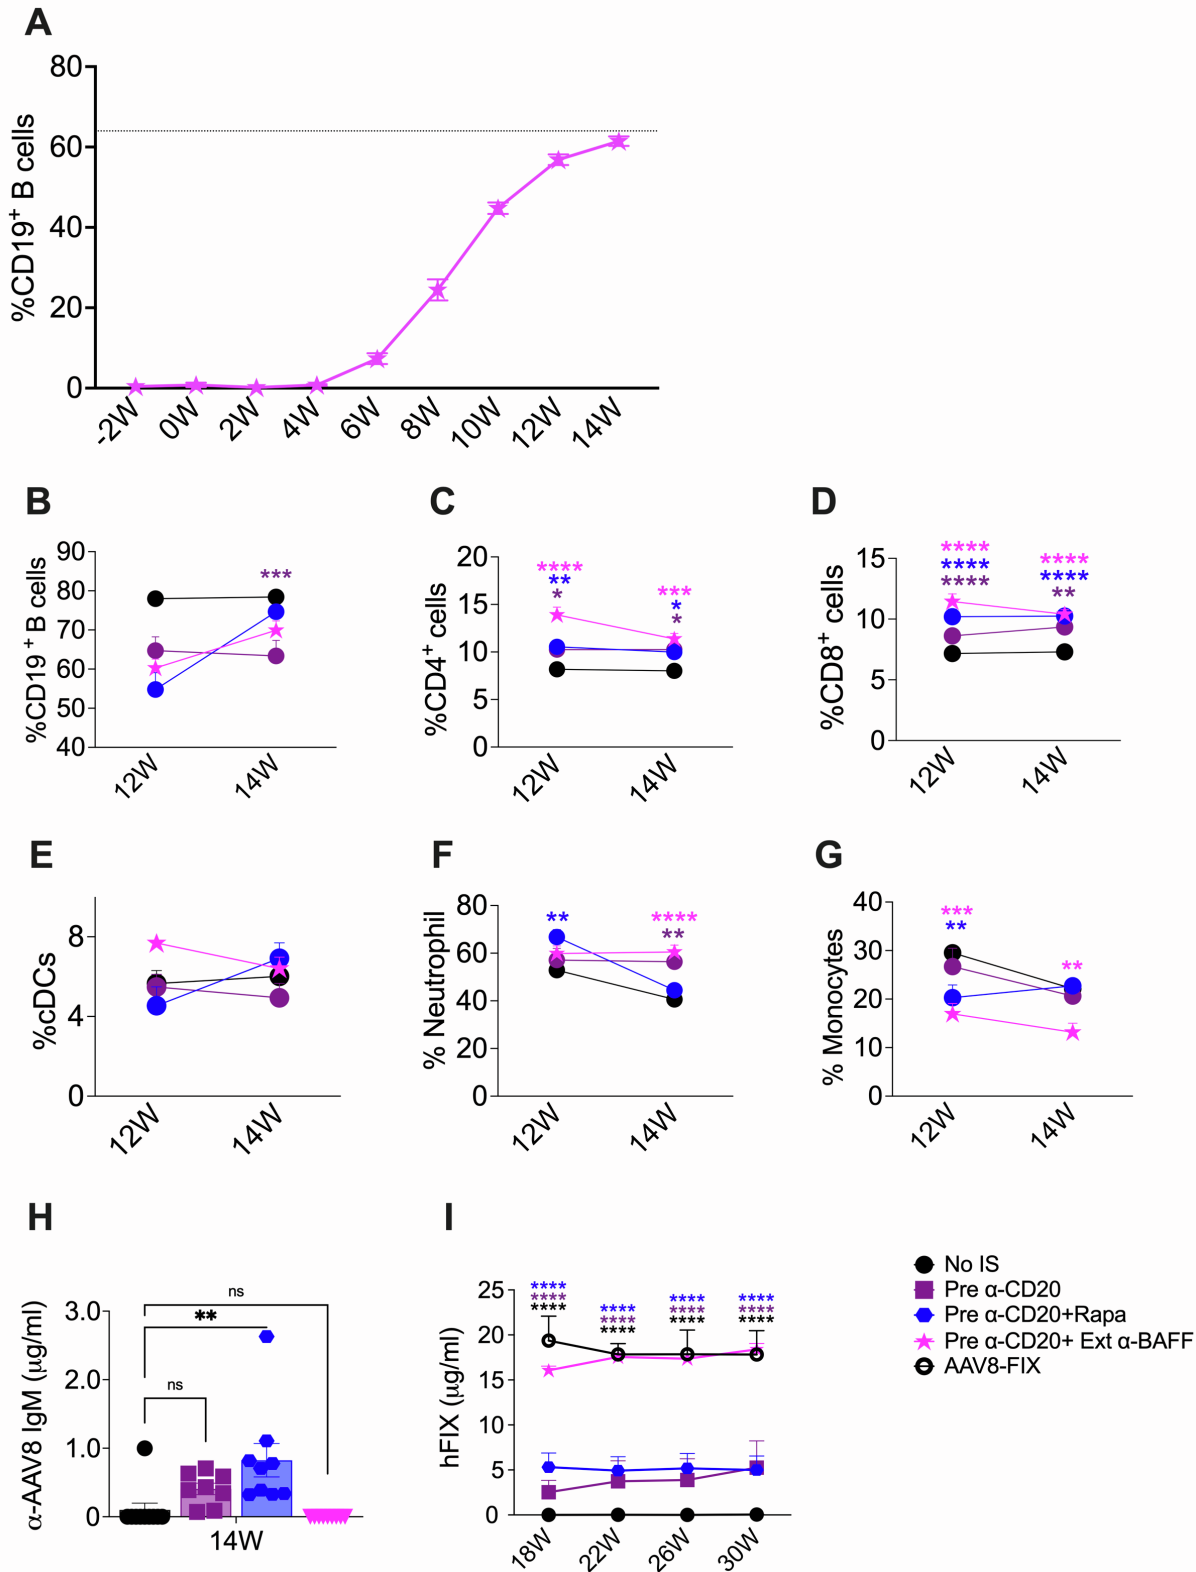 A
%CD19+ B cells
80
60
40
20
0
-2W 0W 2W 4W 6W 8W 10W 12W 14W
B
%CD19 + B cells
90
80
70
60
50
40
***
12W 14W
C
%CD4+ cells
20
15
10
5
0
**** ***
** *
* *
12W 14W
D
%CD8+ cells
15
10
5
0
**** ****
**** ****
**** **
12W 14W
E
%cDCs
8
4
0
12W 14W
F
% Neutrophil
80
60
40
20
0
** ****
**
12W 14W
G
% Monocytes
40
30
20
10
0
***
**
**
12W 14W
H
α-AAV8 IgM (μg/ml)
3.0
2.0
1.0
0
ns
**
ns
14W
I
hFIX (μg/ml)
25
20
15
10
5
0
**** **** **** ****
**** **** **** ****
**** **** **** ****
18W 22W 26W 30W
No IS
Pre α-CD20
Pre α-CD20+Rapa
Pre α-CD20+ Ext α-BAFF
AAV8-FIX